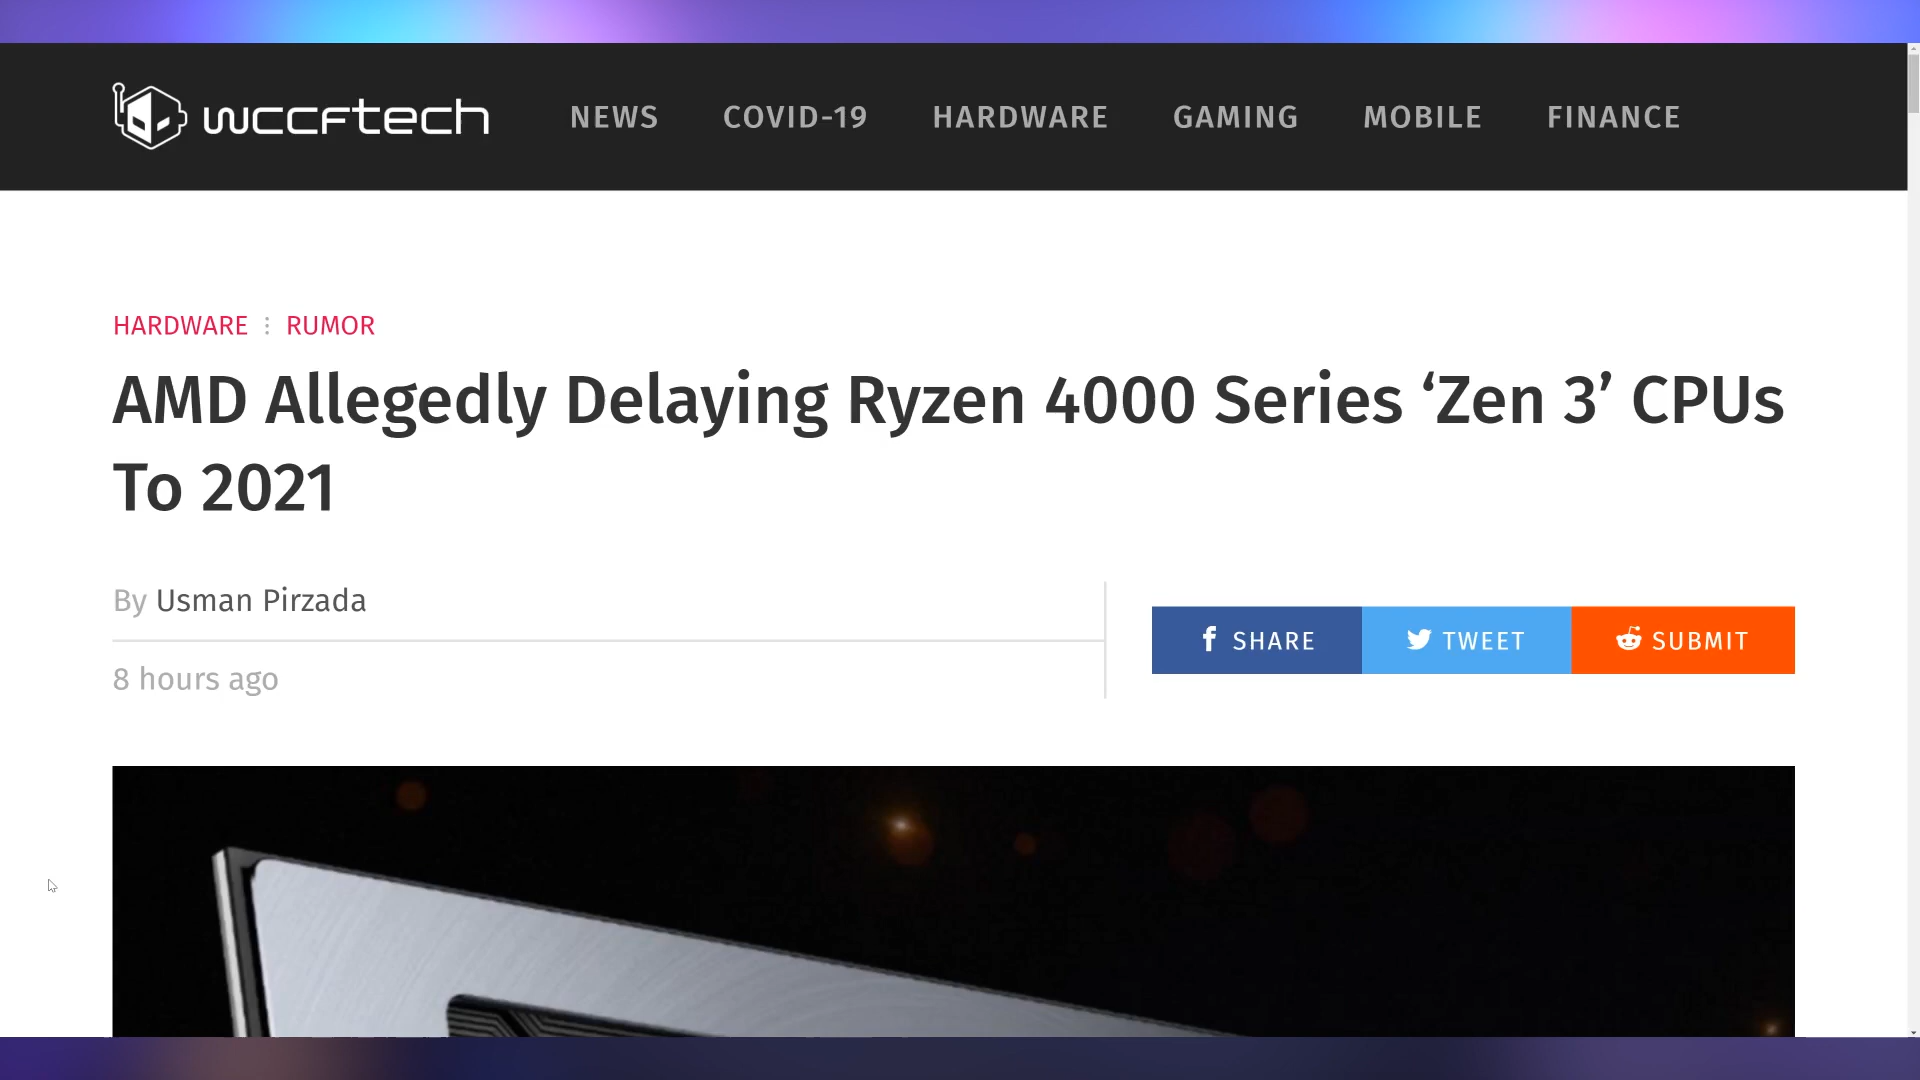 wccftech NEWS COVID-19 HARDWARE GAMING MOBILE FINANCE
HARDWARE ⋮ RUMOR
AMD Allegedly Delaying Ryzen 4000 Series ‘Zen 3’ CPUs
To 2021
By Usman Pirzada
8 hours ago
SHARE TWEET SUBMIT